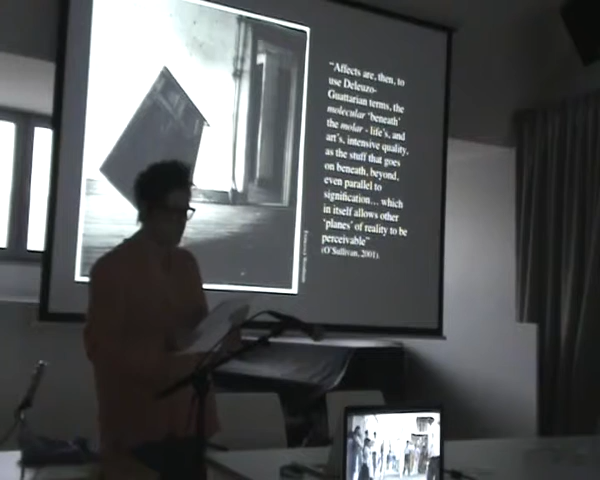 "Affects are, then, to
use Deleuzo-
Guattarian terms, the
molecular 'beneath'
the molar - life's, and
art's, intensive quality,
as the stuff that goes
on beneath, beyond,
even parallel to
signification... which
in itself allows other
'planes' of reality to be
perceivable"
(O'Sullivan, 2001).